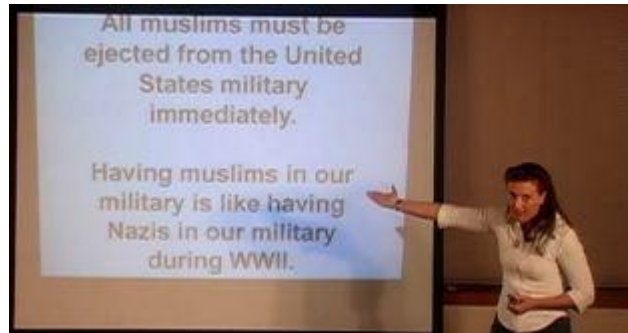 All muslims must be
ejected from the United
States military
immediately.
Having muslims in our
military is like having
Nazis in our military
during WWII.